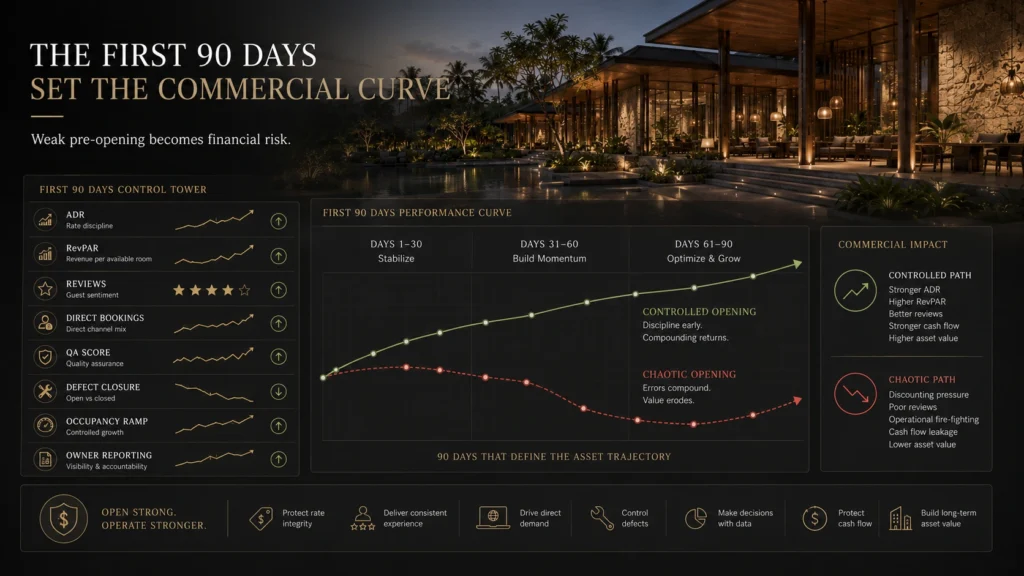 THE FIRST 90 DAYS
SET THE COMMERCIAL CURVE
Weak pre-opening becomes financial risk.
FIRST 90 DAYS CONTROL TOWER
ADR
Rate discipline
RevPAR
Revenue per available room
REVIEWS
Guest sentiment
DIRECT BOOKINGS
Direct channel mix
QA SCORE
Quality assurance
DEFECT CLOSURE
Open vs closed
OCCUPANCY RAMP
Controlled growth
OWNER REPORTING
Visibility & accountability
FIRST 90 DAYS PERFORMANCE CURVE
DAYS 1–30
Stabilize
DAYS 31–60
Build Momentum
DAYS 61–90
Optimize & Grow
CONTROLLED OPENING
Discipline early.
Compounding returns.
CHAOTIC OPENING
Errors compound.
Value erodes.
90 DAYS THAT DEFINE THE ASSET TRAJECTORY
COMMERCIAL IMPACT
CONTROLLED PATH
Stronger ADR
Higher RevPAR
Better reviews
Stronger cash flow
Higher asset value
CHAOTIC PATH
Discounting pressure
Poor reviews
Operational fire-fighting
Cash flow leakage
Lower asset value
$
OPEN STRONG.
OPERATE STRONGER.
$
Protect rate
integrity
Deliver consistent
experience
Drive direct
demand
Control
defects
Make decisions
with data
$
Protect
cash flow
Build long-term
asset value